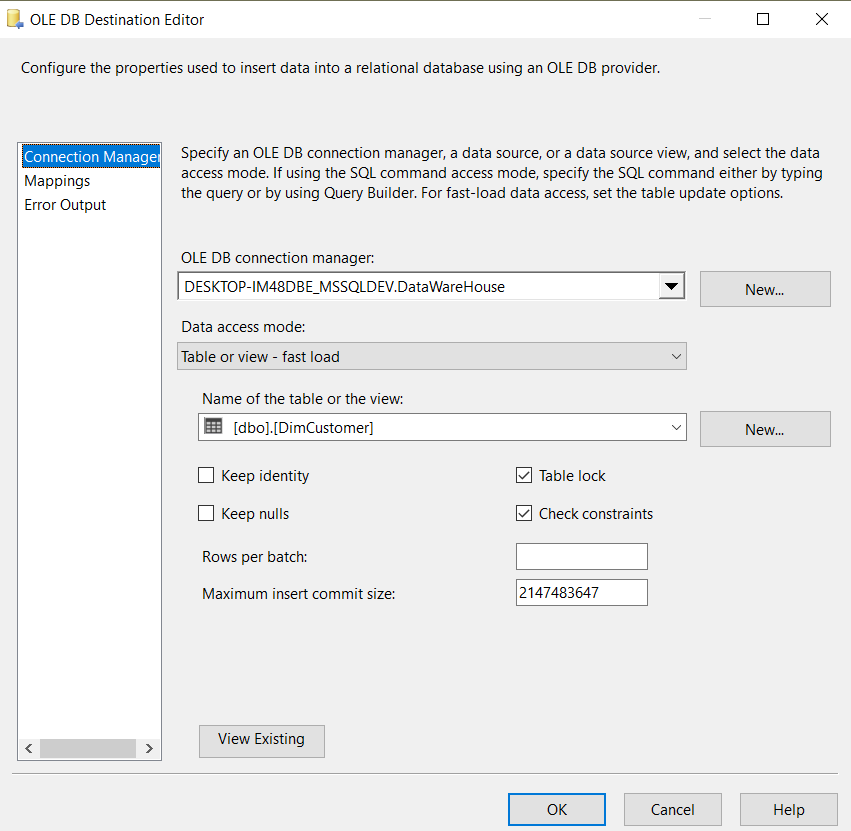 OLE DB Destination Editor
Configure the properties used to insert data into a relational database using an OLE DB provider.
Connection Manager
Mappings
Error Output
Specify an OLE DB connection manager, a data source, or a data source view, and select the data
access mode. If using the SQL command access mode, specify the SQL command either by typing
the query or by using Query Builder. For fast-load data access, set the table update options.
OLE DB connection manager:
DESKTOP-IM48DBE_MSSQLDEV.DataWareHouse
New...
Data access mode:
Table or view - fast load
Name of the table or the view:
[dbo].[DimCustomer]
New...
Keep identity
Table lock
Keep nulls
Check constraints
Rows per batch:
Maximum insert commit size:
2147483647
View Existing
OK
Cancel
Help